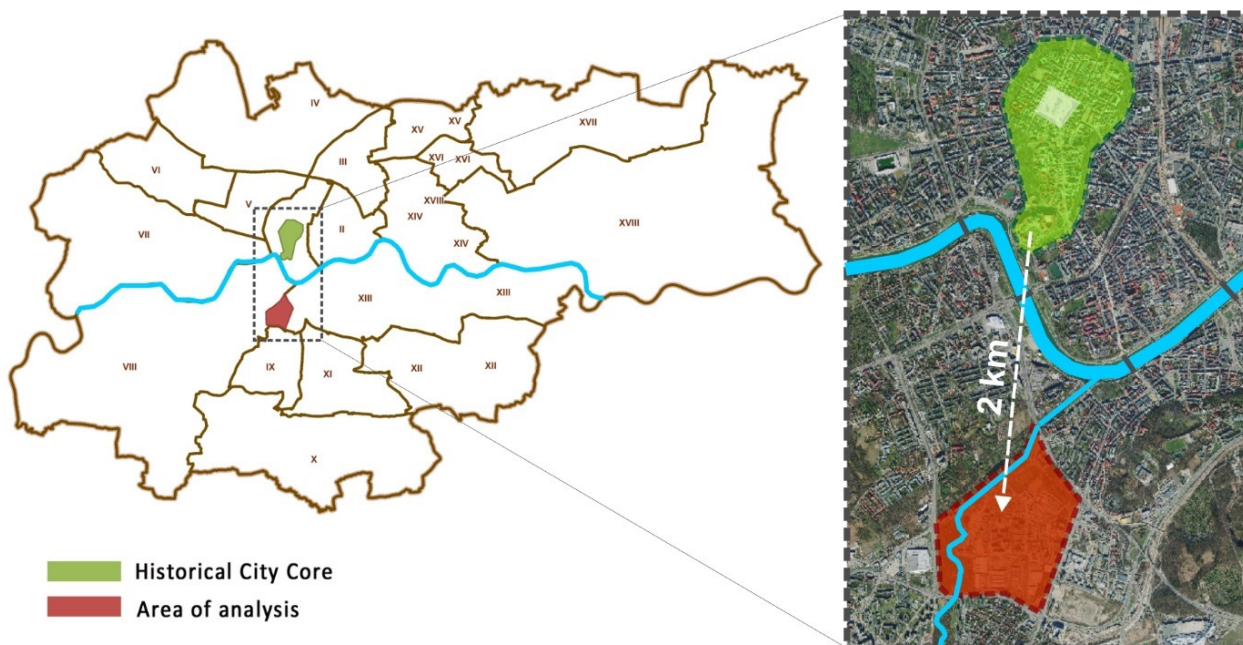 IV
XV
XV
XVII
III
XVI
XVI
VI
V
XVIII
II
XIV
VII
XVIII
XIV
XIII
XIII
VIII
IX
XI
XII
XII
X
2 km
Historical City Core
Area of analysis